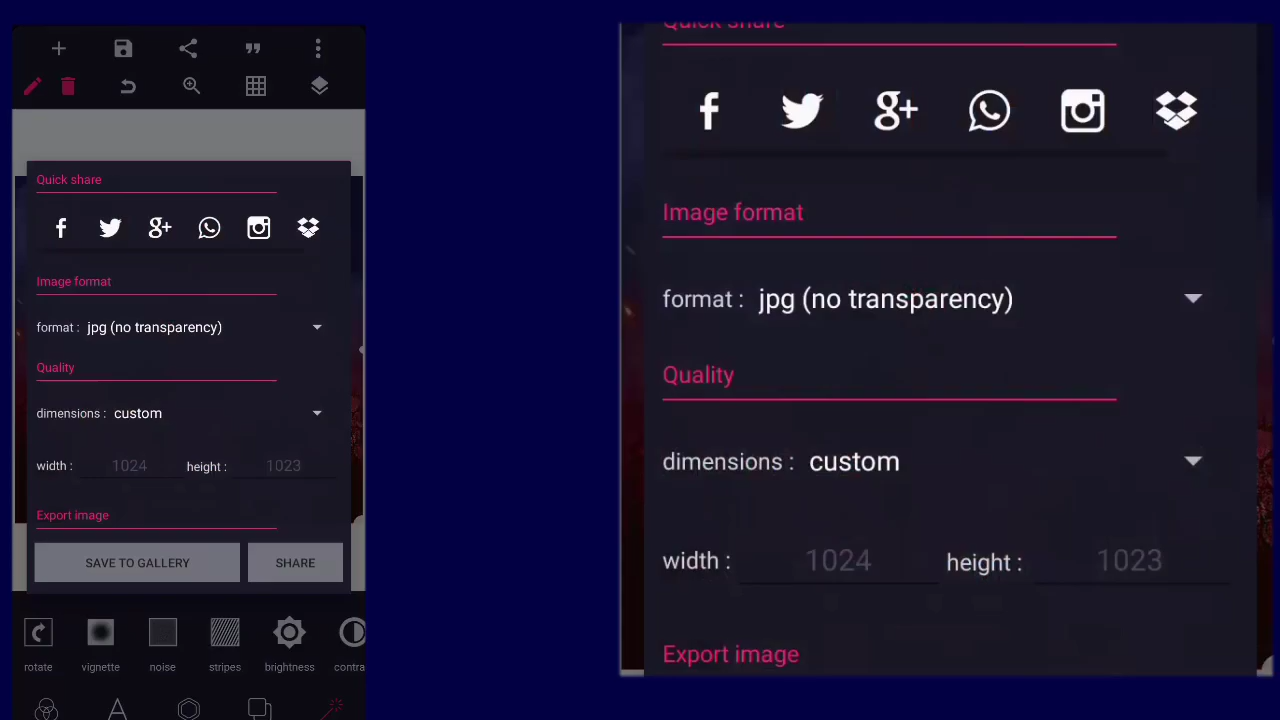 Quick share
Image format
format : jpg (no transparency)
Quality
dimensions : custom
width : 1024 height : 1023
Export image
SAVE TO GALLERY SHARE
rotate vignette noise stripes brightness contra
Quick share
Image format
format : jpg (no transparency)
Quality
dimensions : custom
width : 1024 height : 1023
Export image